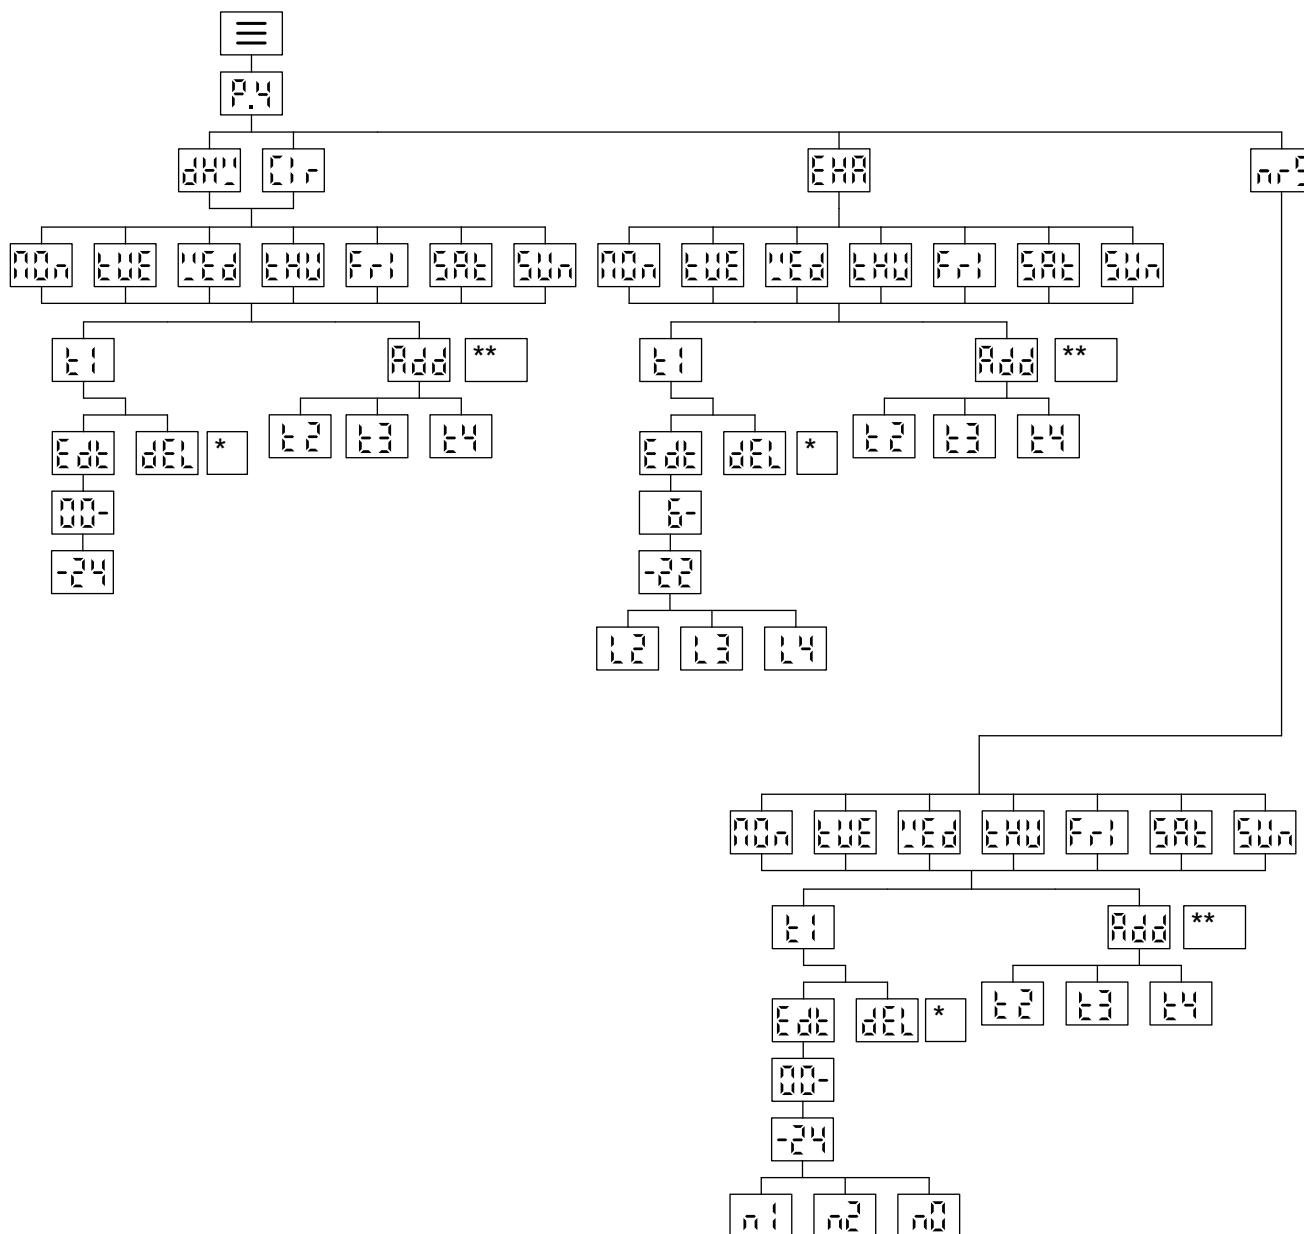 P.4
dHW CIr EHA nrS
MOn tUE WEd tHU FrI SAt SUn MOn tUE WEd tHU FrI SAt SUn
t1 Add ** t1 Add **
t2 t3 t4 t2 t3 t4
Edt dEL * Edt dEL *
00- 6-
-24 -22
L2 L3 L4
MOn tUE WEd tHU FrI SAt SUn
t1 Add **
t2 t3 t4
Edt dEL *
00-
-24
n1 n2 n0